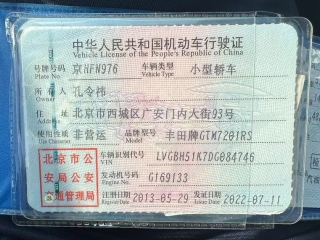 中华人民共和国机动车行驶证
Vehicle License of the People's Republic of China
号牌号码 京HFN976 车辆类型 小型轿车
Plate No. Vehicle Type
所有人 孔令祎
Owner
住址 北京市西城区广安门内大街93号
Address
使用性质 非营运 品牌型号 丰田牌GTM7201RS
Use Character Model
北京市公安局公安交通管理局
车辆识别代号 LVGBH51K7DG084746
VIN
发动机号码 G169133
Engine No.
注册日期 2013-05-29 发证日期 2022-07-11
Register Date Issue Date